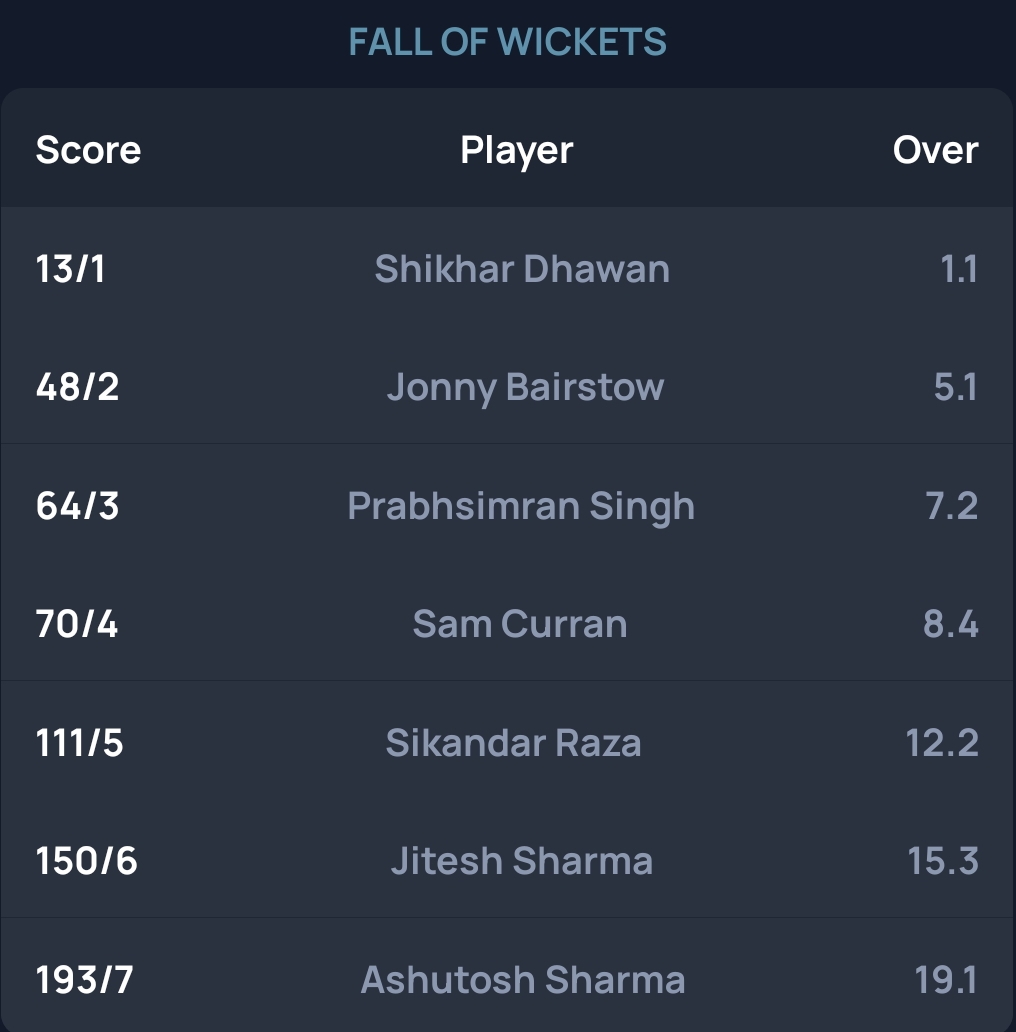 FALL OF WICKETS
Score Player Over
13/1 Shikhar Dhawan 1.1
48/2 Jonny Bairstow 5.1
64/3 Prabhsimran Singh 7.2
70/4 Sam Curran 8.4
111/5 Sikandar Raza 12.2
150/6 Jitesh Sharma 15.3
193/7 Ashutosh Sharma 19.1